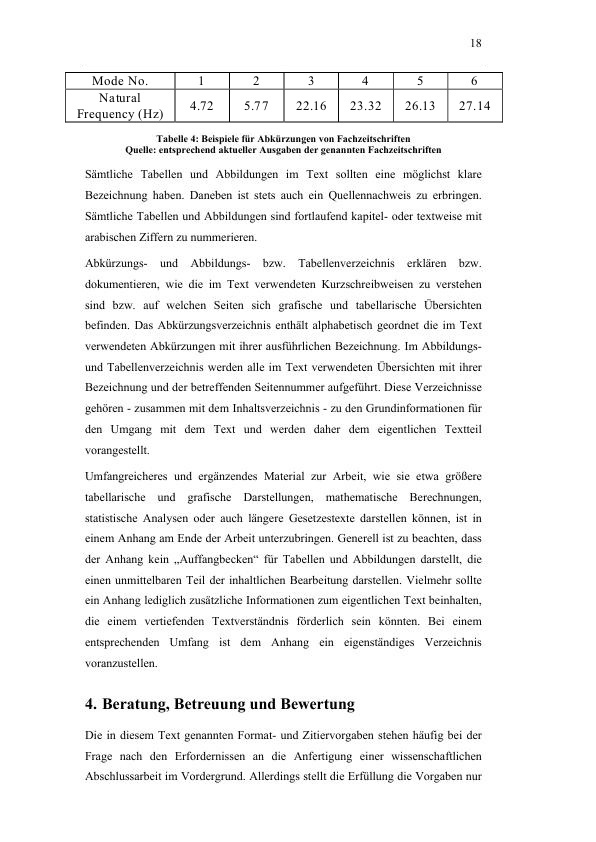 18
Mode No. 1 2 3 4 5 6
Natural
Frequency (Hz) 4.72 5.77 22.16 23.32 26.13 27.14
Tabelle 4: Beispiele für Abkürzungen von Fachzeitschriften
Quelle: entsprechend aktueller Ausgaben der genannten Fachzeitschriften
Sämtliche Tabellen und Abbildungen im Text sollten eine möglichst klare
Bezeichnung haben. Daneben ist stets auch ein Quellennachweis zu erbringen.
Sämtliche Tabellen und Abbildungen sind fortlaufend kapitel- oder textweise mit
arabischen Ziffern zu nummerieren.
Abkürzungs- und Abbildungs- bzw. Tabellenverzeichnis erklären bzw.
dokumentieren, wie die im Text verwendeten Kurzschreibweisen zu verstehen
sind bzw. auf welchen Seiten sich grafische und tabellarische Übersichten
befinden. Das Abkürzungsverzeichnis enthält alphabetisch geordnet die im Text
verwendeten Abkürzungen mit ihrer ausführlichen Bezeichnung. Im Abbildungs-
und Tabellenverzeichnis werden alle im Text verwendeten Übersichten mit ihrer
Bezeichnung und der betreffenden Seitennummer aufgeführt. Diese Verzeichnisse
gehören - zusammen mit dem Inhaltsverzeichnis - zu den Grundinformationen für
den Umgang mit dem Text und werden daher dem eigentlichen Textteil
vorangestellt.
Umfangreicheres und ergänzendes Material zur Arbeit, wie sie etwa größere
tabellarische und grafische Darstellungen, mathematische Berechnungen,
statistische Analysen oder auch längere Gesetzestexte darstellen können, ist in
einem Anhang am Ende der Arbeit unterzubringen. Generell ist zu beachten, dass
der Anhang kein „Auffangbecken“ für Tabellen und Abbildungen darstellt, die
einen unmittelbaren Teil der inhaltlichen Bearbeitung darstellen. Vielmehr sollte
ein Anhang lediglich zusätzliche Informationen zum eigentlichen Text beinhalten,
die einem vertiefenden Textverständnis förderlich sein könnten. Bei einem
entsprechenden Umfang ist dem Anhang ein eigenständiges Verzeichnis
voranzustellen.
4. Beratung, Betreuung und Bewertung
Die in diesem Text genannten Format- und Zitiervorgaben stehen häufig bei der
Frage nach den Erfordernissen an die Anfertigung einer wissenschaftlichen
Abschlussarbeit im Vordergrund. Allerdings stellt die Erfüllung die Vorgaben nur